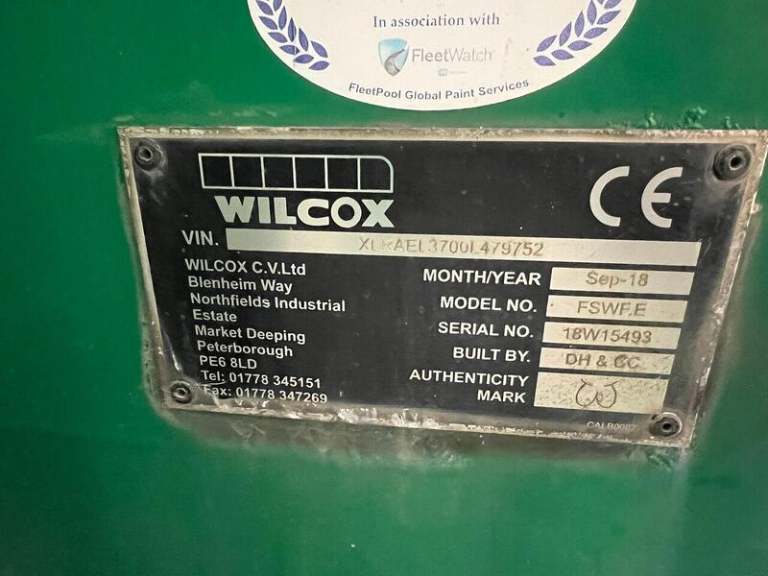 In association with
FleetWatch
FleetPool Global Paint Services
WILCOX
CE
VIN. XLRAEL3700L479752
WILCOX C.V.Ltd
Blenheim Way
Northfields Industrial
Estate
Market Deeping
Peterborough
PE6 8LD
Tel: 01778 345151
Fax: 01778 347269
MONTH/YEAR Sep-18
MODEL NO. FSWF.E
SERIAL NO. 18W15493
BUILT BY. DH & CC
AUTHENTICITY
MARK